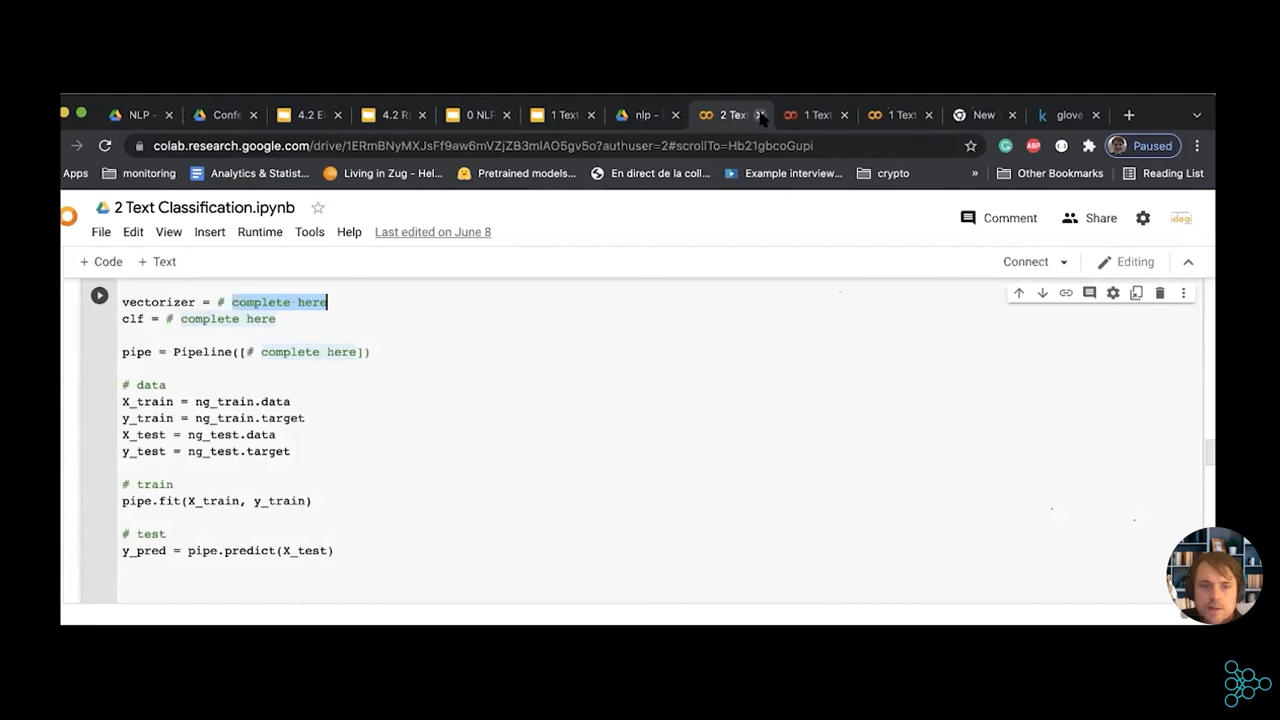 NLP -
Confe
4.2 E
4.2 R
0 NLP
1 Text
nlp -
2 Tex
1 Text
1 Text
New T
glove
colab.research.google.com/drive/1ERmBNyMXJsFf9aw6mVZjZB3mlAO5gv5o?authuser=2#scrollTo=Hb21gbcoGupi
ABP
Paused
Apps
monitoring
Analytics & Statist...
Living in Zug - Hel...
Pretrained models...
En direct de la coll...
Example interview...
crypto
»
Other Bookmarks
Reading List
2 Text Classification.ipynb
Comment
Share
File Edit View Insert Runtime Tools Help Last edited on June 8
+ Code + Text
Connect
Editing
vectorizer = # complete here
clf = # complete here
pipe = Pipeline([# complete here])
# data
X_train = ng_train.data
y_train = ng_train.target
X_test = ng_test.data
y_test = ng_test.target
# train
pipe.fit(X_train, y_train)
# test
y_pred = pipe.predict(X_test)